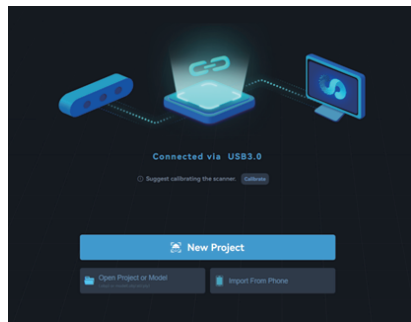 Connected via USB3.0
Suggest calibrating the scanner. Calibrate
New Project
Open Project or Model
Import From Phone